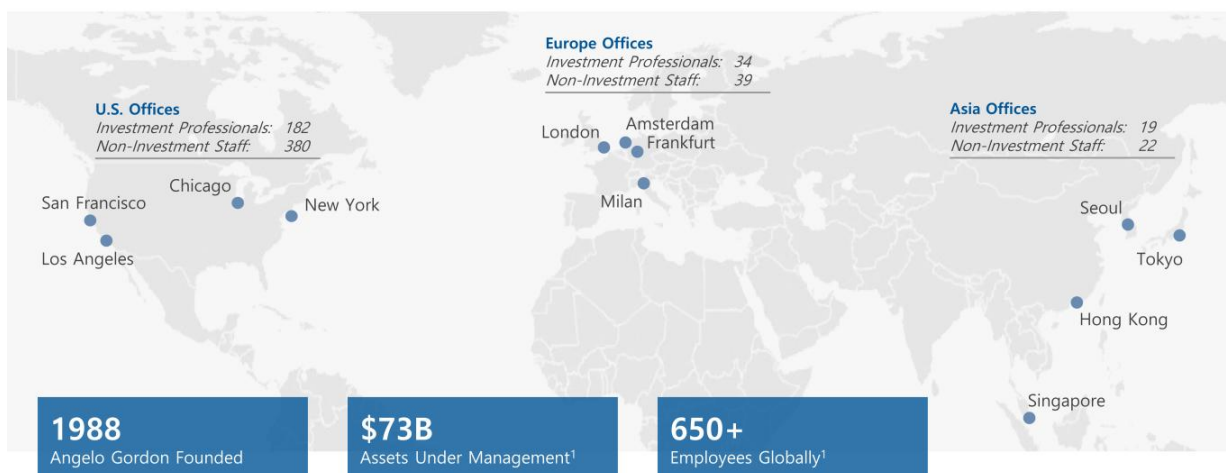 Europe Offices
Investment Professionals: 34
Non-Investment Staff: 39
U.S. Offices
Investment Professionals: 182
Non-Investment Staff: 380
Asia Offices
Investment Professionals: 19
Non-Investment Staff: 22
London
Amsterdam
Frankfurt
Milan
San Francisco
Chicago
New York
Los Angeles
Seoul
Tokyo
Hong Kong
Singapore
1988
Angelo Gordon Founded
$73B
Assets Under Management¹
650+
Employees Globally¹